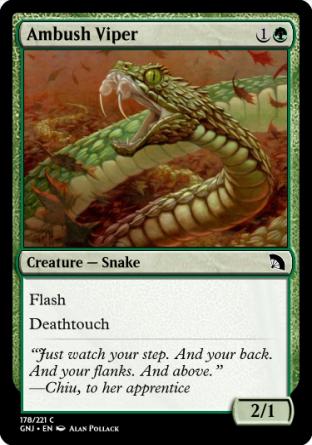 Ambush Viper 1
Creature — Snake
Flash
Deathtouch
“Just watch your step. And your back.
And your flanks. And above.”
—Chiu, to her apprentice
2/1
178/221 C
GNJ • EN Alan Pollack